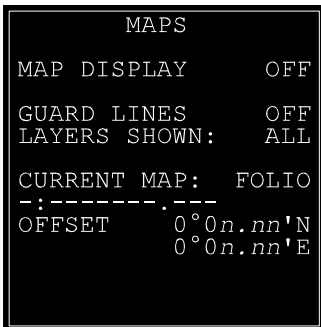 MAPS
MAP DISPLAY OFF
GUARD LINES OFF
LAYERS SHOWN: ALL
CURRENT MAP: FOLIO
-:-------.---
OFFSET 0°0n.nn'N
0°0n.nn'E